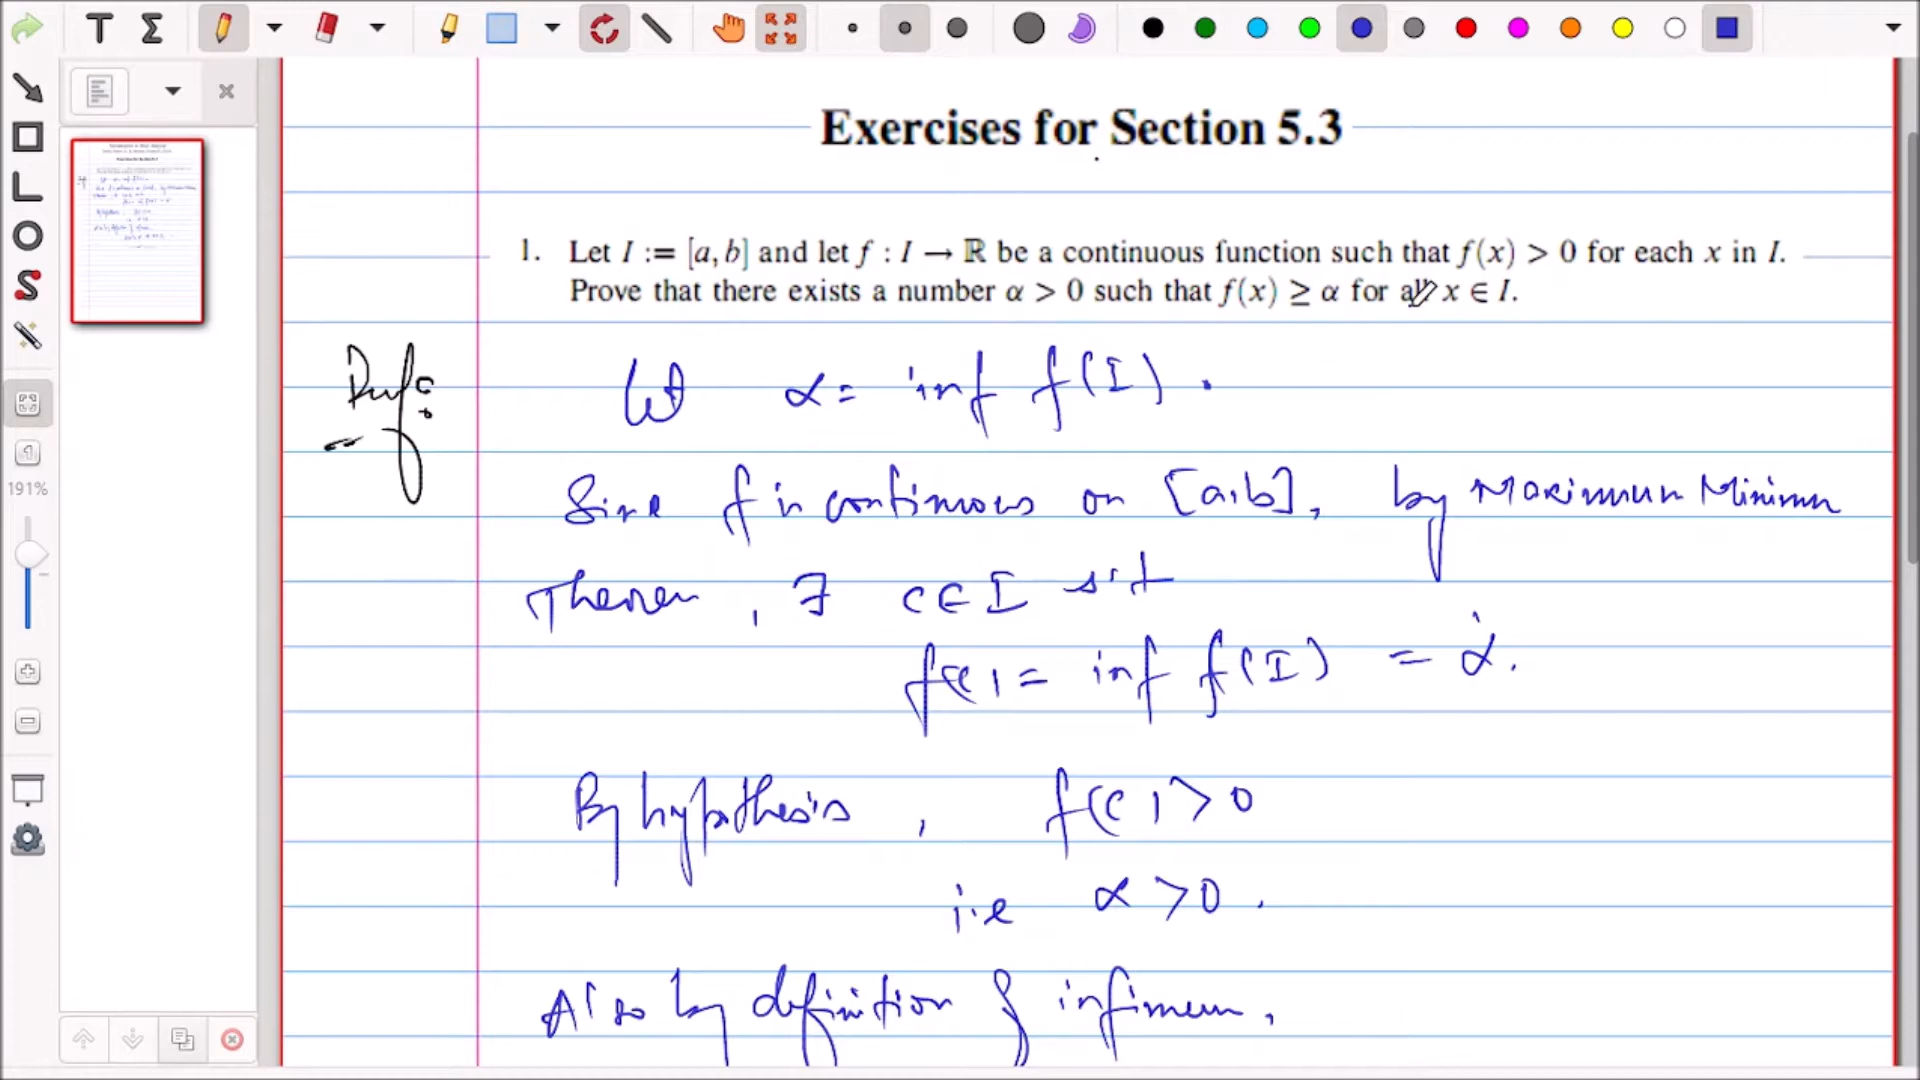 T Σ
Exercises for Section 5.3
1. Let I := [a, b] and let f : I → ℝ be a continuous function such that f(x) > 0 for each x in I.
Prove that there exists a number α > 0 such that f(x) ≥ α for all x ∈ I.
Let α = inf f(I).
Since f is continuous on [a,b], by Maximum Minimum
191%
Theorem, ∃ c ∈ I s.t
f(c) = inf f(I) = α.
By hypothesis, f(c) > 0
i.e α > 0.
Also by definition of infimum,